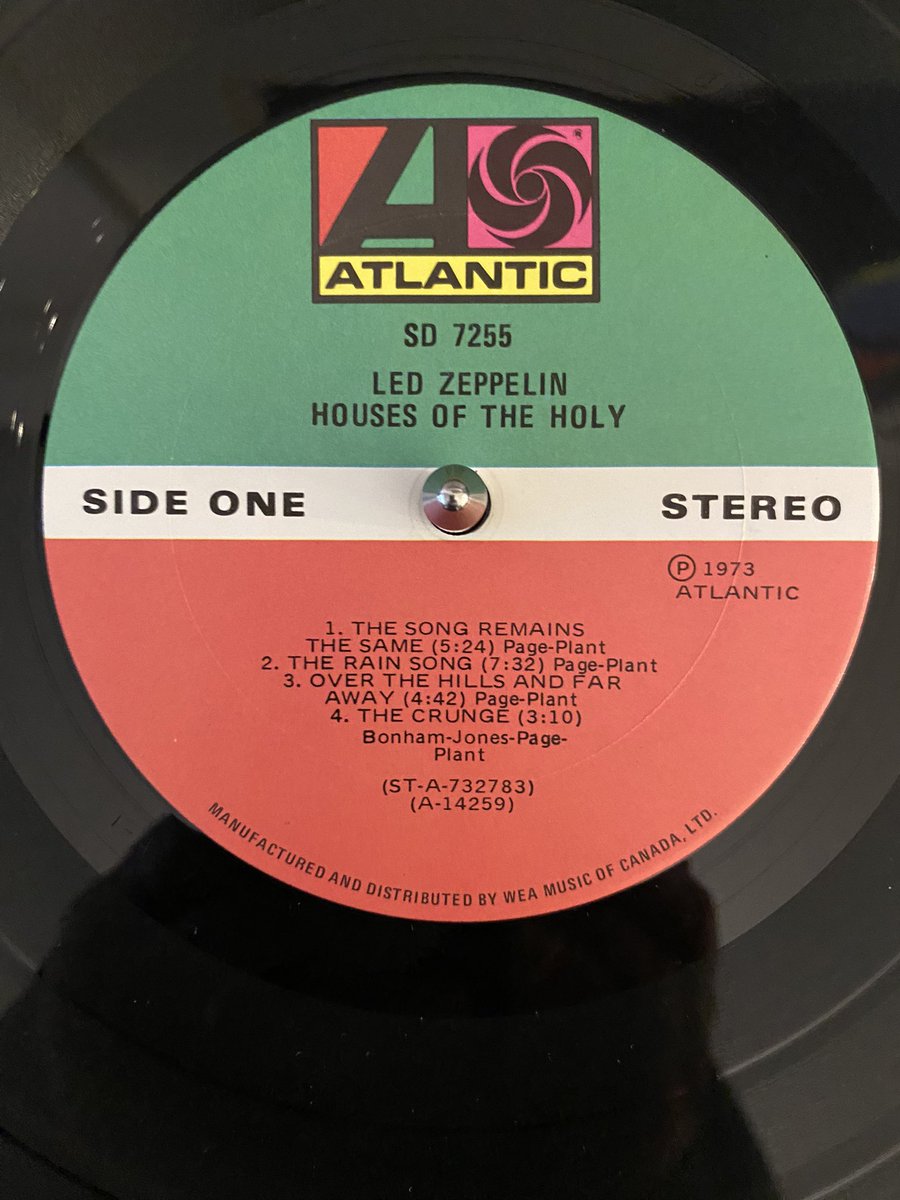 A
®
ATLANTIC
SD 7255
LED ZEPPELIN
HOUSES OF THE HOLY
SIDE ONE
STEREO
Ⓟ 1973
ATLANTIC
1. THE SONG REMAINS
THE SAME (5:24) Page-Plant
2. THE RAIN SONG (7:32) Page-Plant
3. OVER THE HILLS AND FAR
AWAY (4:42) Page-Plant
4. THE CRUNGE (3:10)
Bonham-Jones-Page-
Plant
(ST-A-732783)
(A-14259)
MANUFACTURED AND DISTRIBUTED BY WEA MUSIC OF CANADA, LTD.